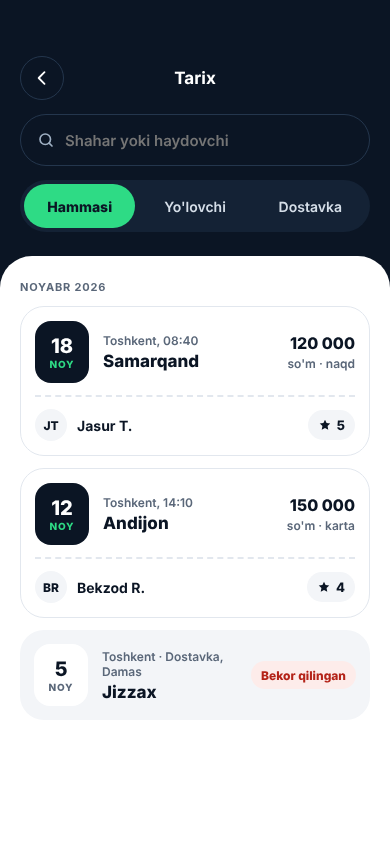 Tarix
Shahar yoki haydovchi
Hammasi
Yo'lovchi
Dostavka
NOYABR 2026
18
NOY
Toshkent, 08:40
Samarqand
120 000
so'm · naqd
JT
Jasur T.
★ 5
12
NOY
Toshkent, 14:10
Andijon
150 000
so'm · karta
BR
Bekzod R.
★ 4
5
NOY
Toshkent · Dostavka,
Damas
Jizzax
Bekor qilingan